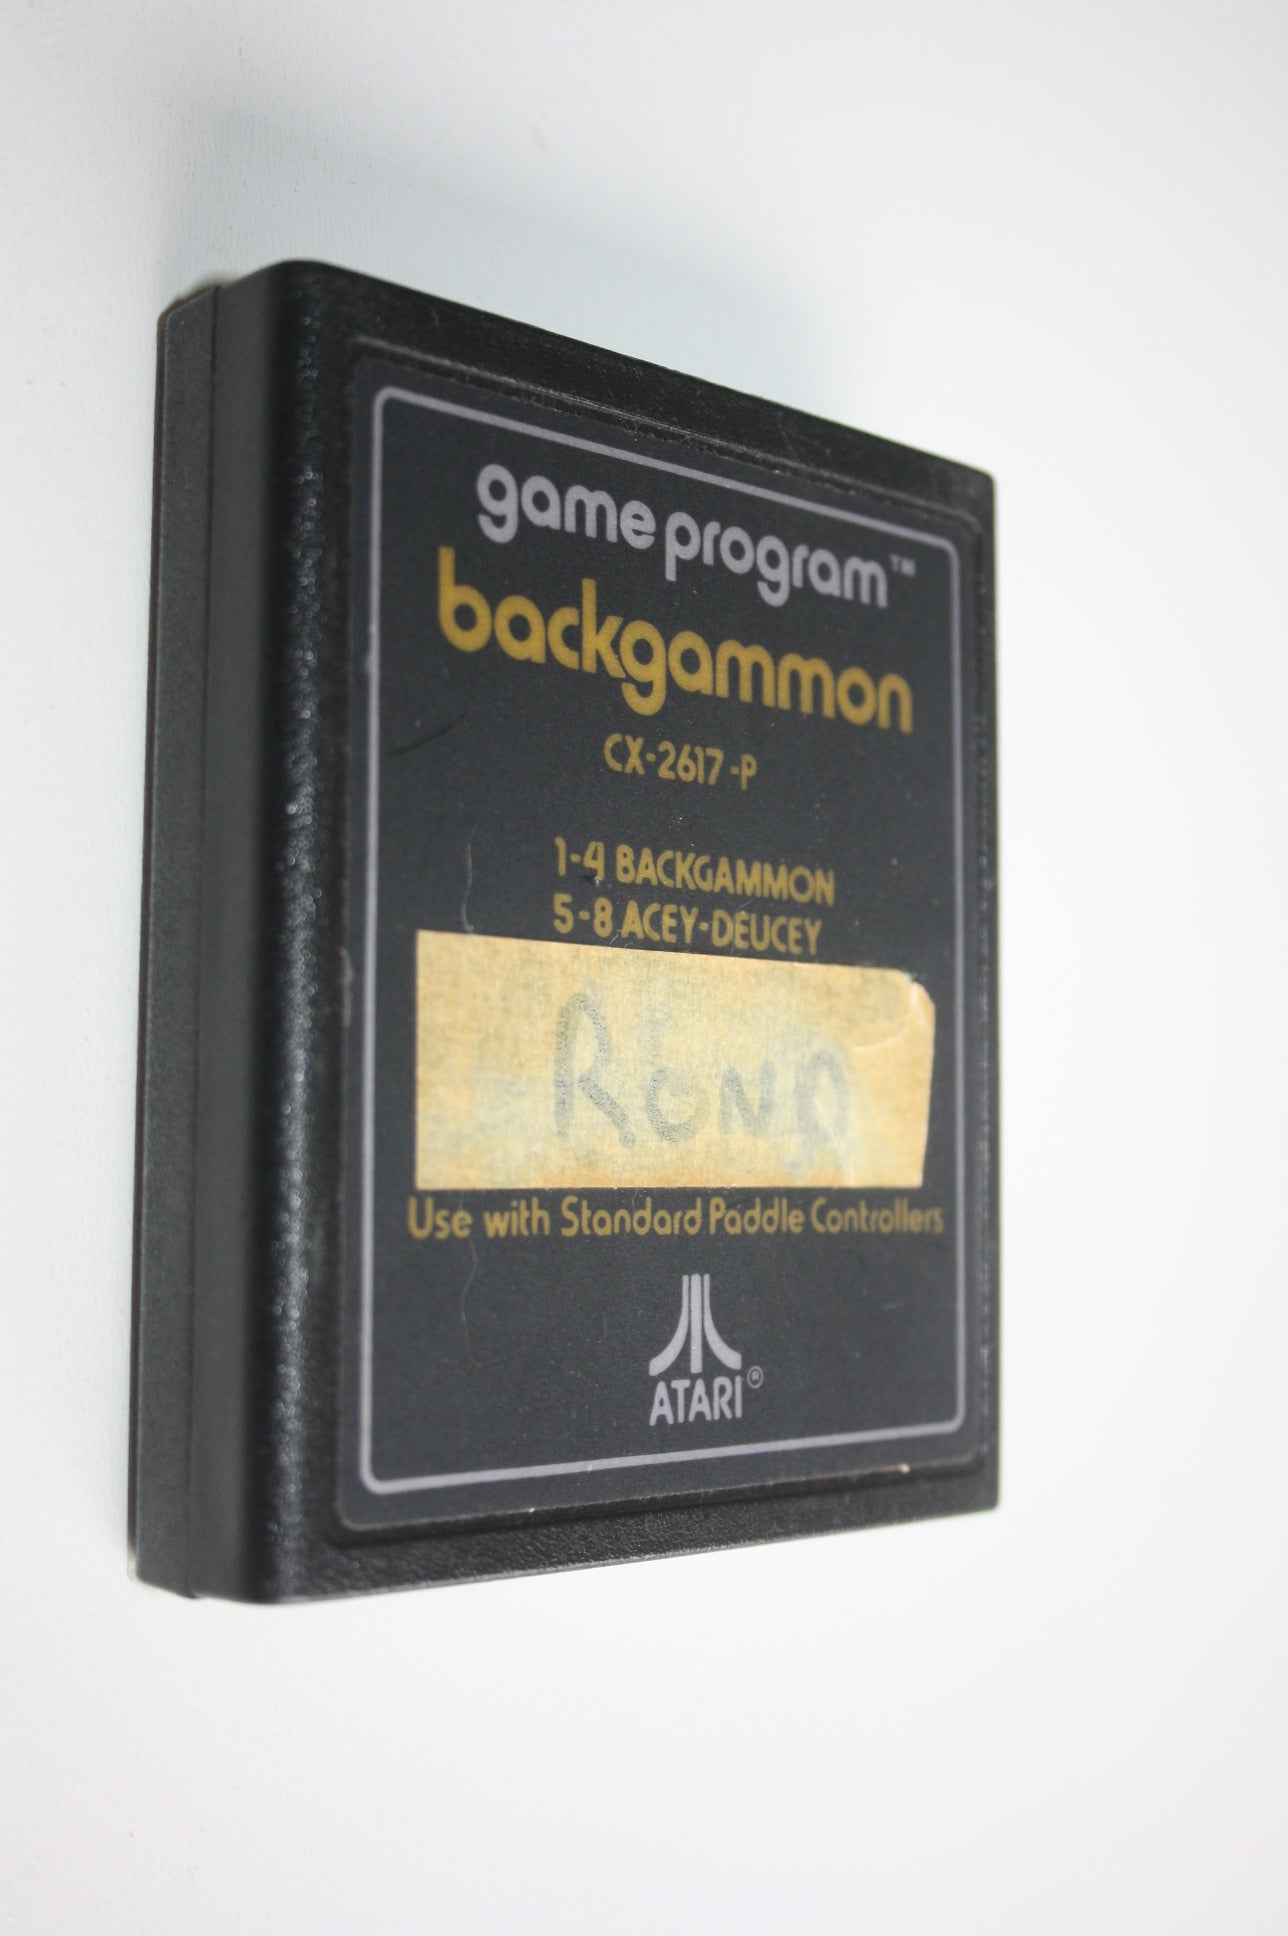 game program™
backgammon
CX-2617-P
1-4 BACKGAMMON
5-8 ACEY-DEUCEY
Use with Standard Paddle Controllers
ATARI®